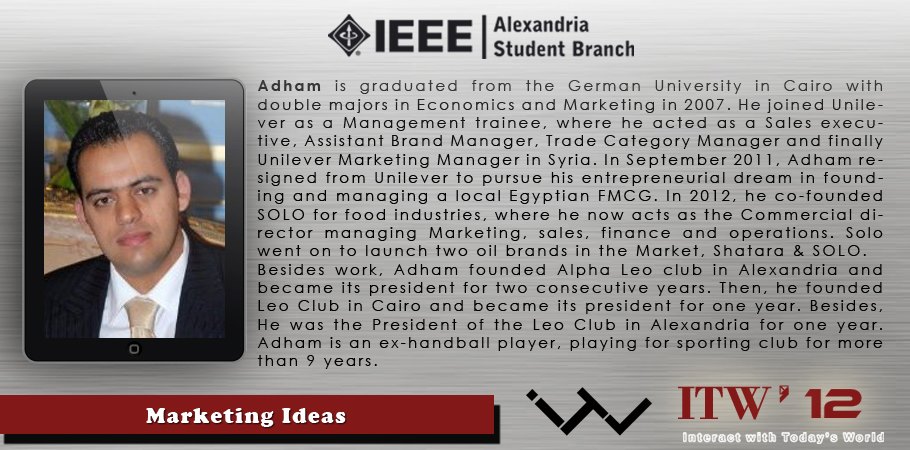 IEEE
Alexandria
Student Branch
Adham is graduated from the German University in Cairo with
double majors in Economics and Marketing in 2007. He joined Unile-
ver as a Management trainee, where he acted as a Sales execu-
tive, Assistant Brand Manager, Trade Category Manager and finally
Unilever Marketing Manager in Syria. In September 2011, Adham re-
signed from Unilever to pursue his entrepreneurial dream in found-
ing and managing a local Egyptian FMCG. In 2012, he co-founded
SOLO for food industries, where he now acts as the Commercial di-
rector managing Marketing, sales, finance and operations. Solo
went on to launch two oil brands in the Market, Shatara & SOLO.
Besides work, Adham founded Alpha Leo club in Alexandria and
became its president for two consecutive years. Then, he founded
Leo Club in Cairo and became its president for one year. Besides,
He was the President of the Leo Club in Alexandria for one year.
Adham is an ex-handball player, playing for sporting club for more
than 9 years.
Marketing Ideas
itw
ITW' 12
Interact with Today's World